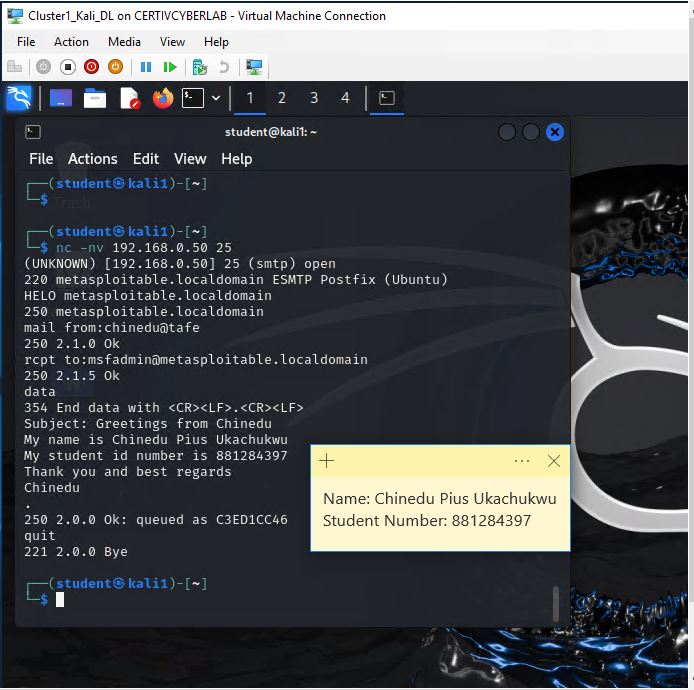 Cluster1_Kali_DL on CERTIVCYBERLAB - Virtual Machine Connection
File Action Media View Help
1 2 3 4
student@kali1: ~
File Actions Edit View Help
┌──(student㉿kali1)-[~]
└─$
Trash
┌──(student㉿kali1)-[~]
└─$ nc -nv 192.168.0.50 25
(UNKNOWN) [192.168.0.50] 25 (smtp) open
220 metasploitable.localdomain ESMTP Postfix (Ubuntu)
HELO metasploitable.localdomain
250 metasploitable.localdomain
mail from:chinedu@tafe
250 2.1.0 Ok
rcpt to:msfadmin@metasploitable.localdomain
250 2.1.5 Ok
data
354 End data with <CR><LF>.<CR><LF>
Subject: Greetings from Chinedu
My name is Chinedu Pius Ukachukwu
My student id number is 881284397
Thank you and best regards
Chinedu
.
250 2.0.0 Ok: queued as C3ED1CC46
quit
221 2.0.0 Bye
┌──(student㉿kali1)-[~]
└─$
Name: Chinedu Pius Ukachukwu
Student Number: 881284397